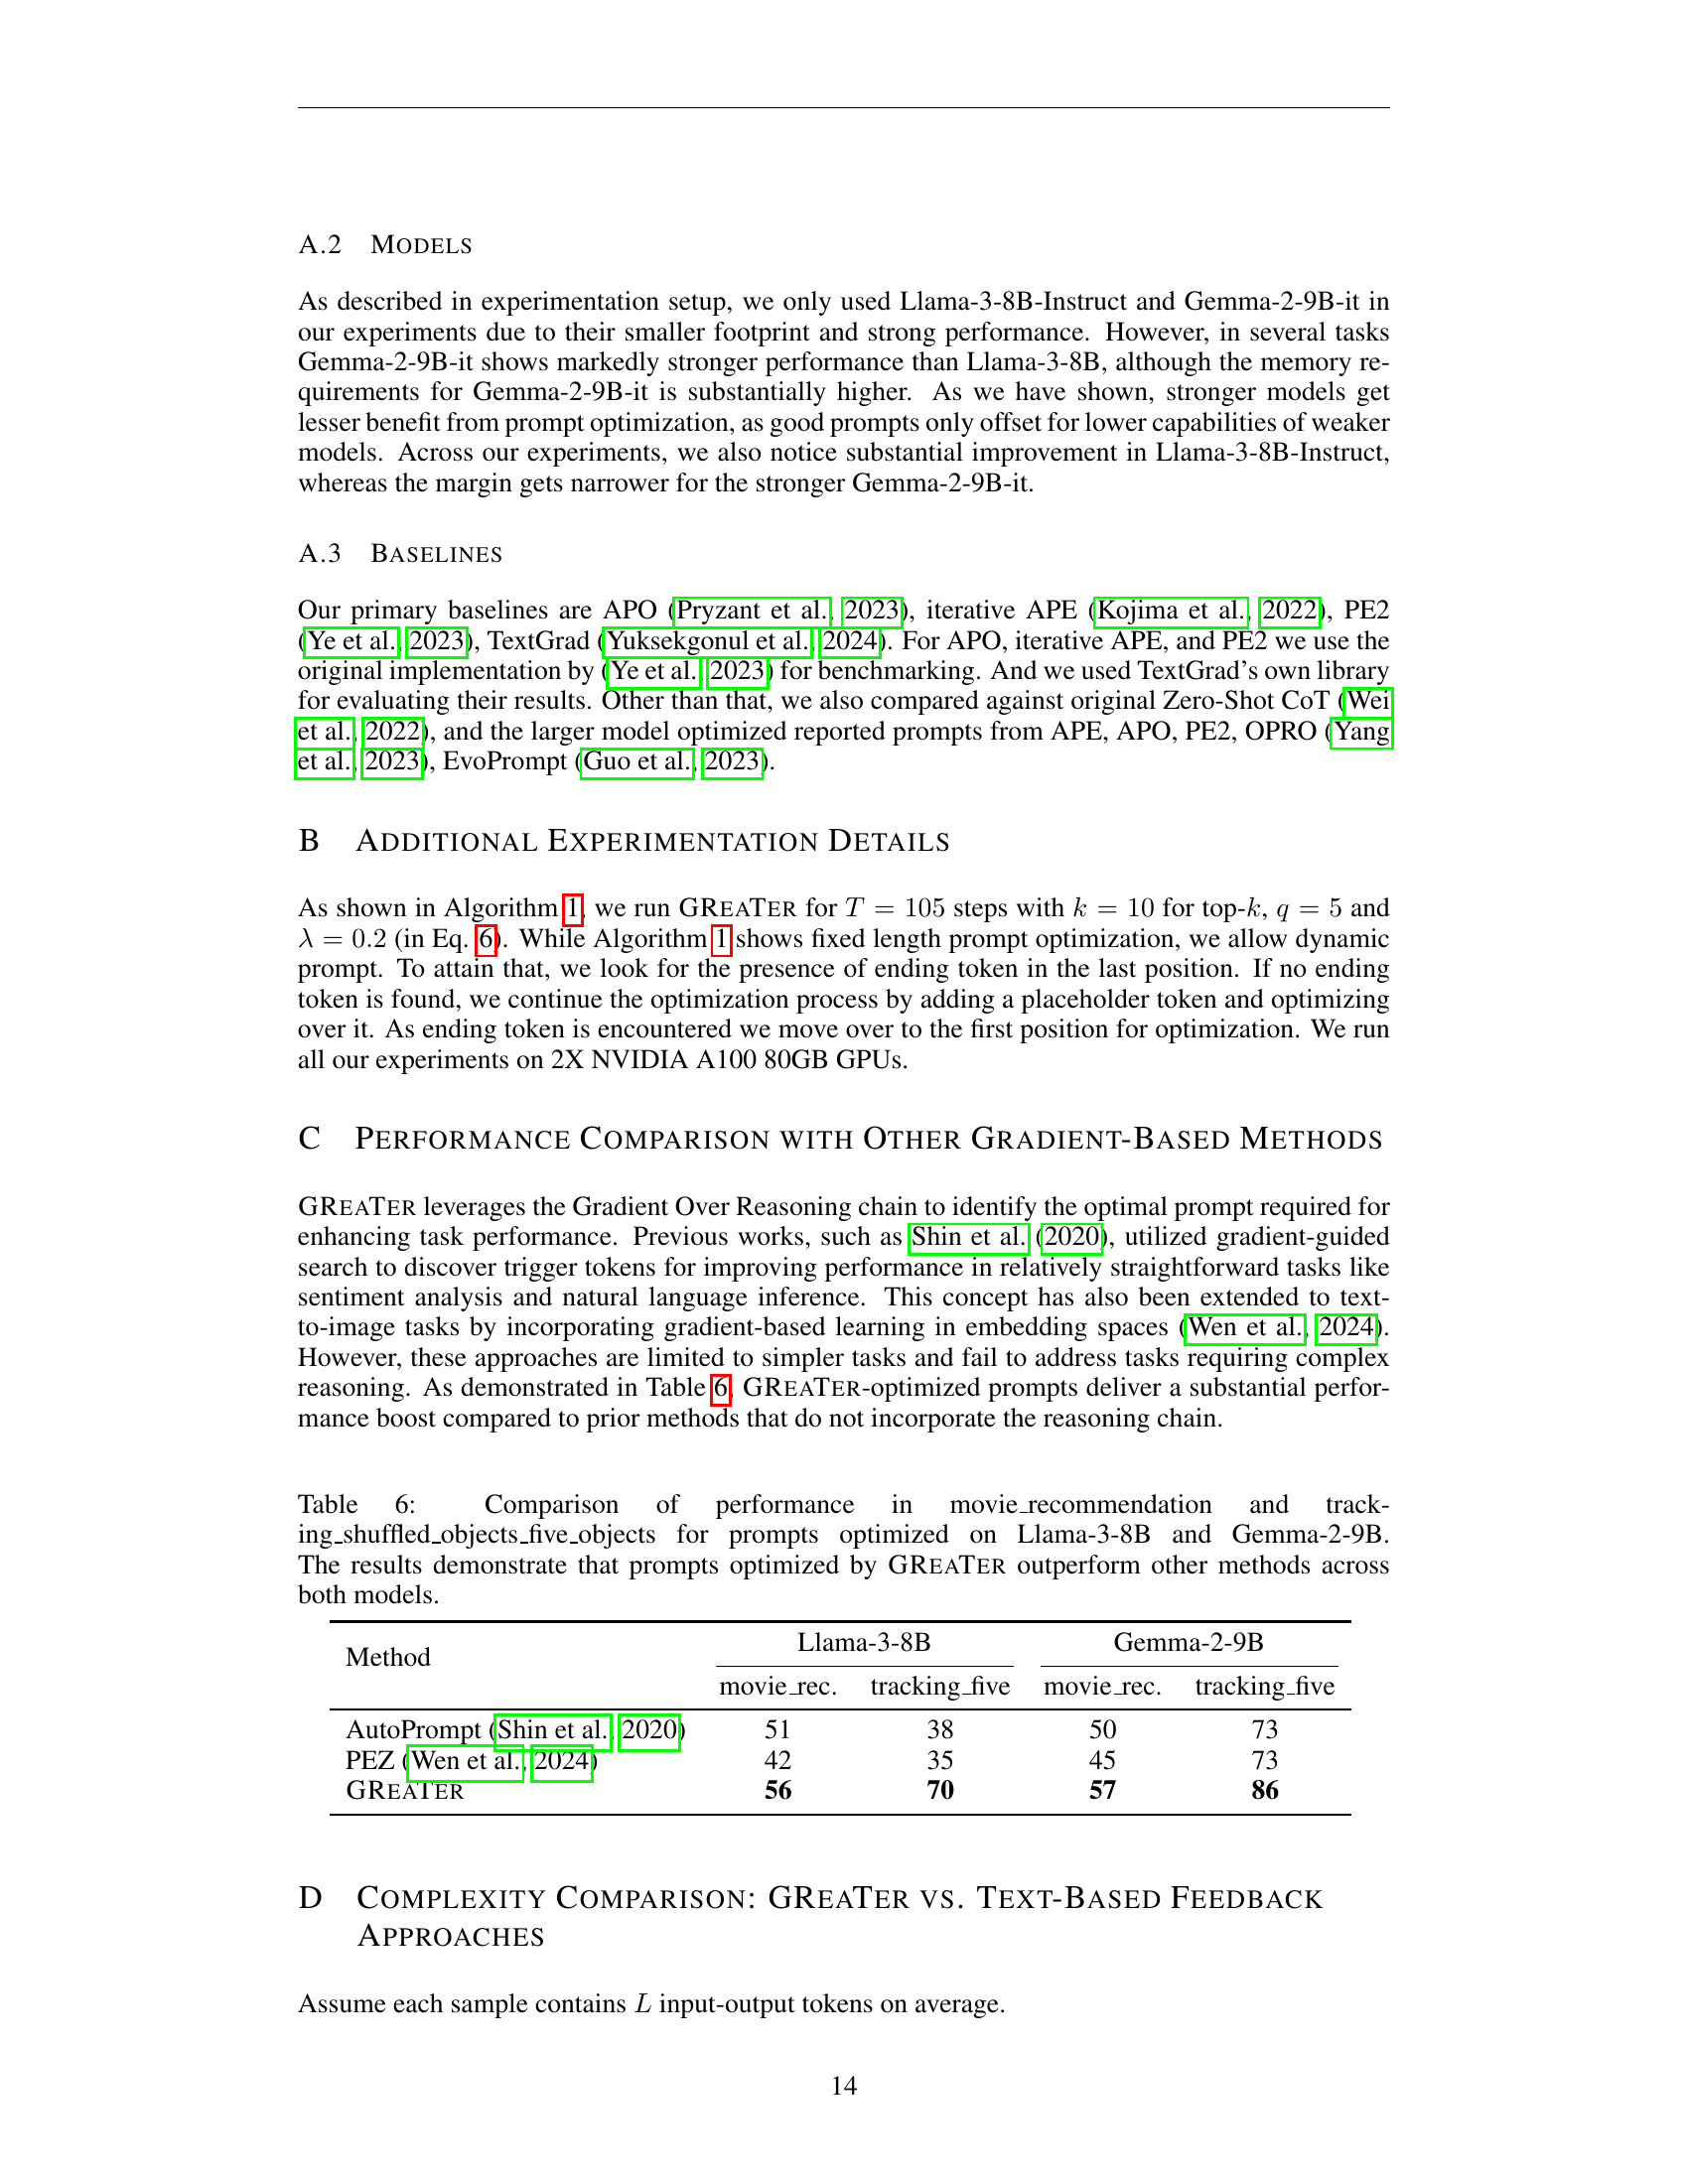 A.2 MODELS
As described in experimentation setup, we only used Llama-3-8B-Instruct and Gemma-2-9B-it in
our experiments due to their smaller footprint and strong performance. However, in several tasks
Gemma-2-9B-it shows markedly stronger performance than Llama-3-8B, although the memory re-
quirements for Gemma-2-9B-it is substantially higher. As we have shown, stronger models get
lesser benefit from prompt optimization, as good prompts only offset for lower capabilities of weaker
models. Across our experiments, we also notice substantial improvement in Llama-3-8B-Instruct,
whereas the margin gets narrower for the stronger Gemma-2-9B-it.
A.3 BASELINES
Our primary baselines are APO (Pryzant et al., 2023), iterative APE (Kojima et al., 2022), PE2
(Ye et al., 2023), TextGrad (Yuksekgonul et al., 2024). For APO, iterative APE, and PE2 we use the
original implementation by (Ye et al., 2023) for benchmarking. And we used TextGrad's own library
for evaluating their results. Other than that, we also compared against original Zero-Shot CoT (Wei
et al., 2022), and the larger model optimized reported prompts from APE, APO, PE2, OPRO (Yang
et al., 2023), EvoPrompt (Guo et al., 2023).
B ADDITIONAL EXPERIMENTATION DETAILS
As shown in Algorithm 1, we run GREATER for T = 105 steps with k = 10 for top-k, q = 5 and
λ = 0.2 (in Eq. 6). While Algorithm 1 shows fixed length prompt optimization, we allow dynamic
prompt. To attain that, we look for the presence of ending token in the last position. If no ending
token is found, we continue the optimization process by adding a placeholder token and optimizing
over it. As ending token is encountered we move over to the first position for optimization. We run
all our experiments on 2X NVIDIA A100 80GB GPUs.
C PERFORMANCE COMPARISON WITH OTHER GRADIENT-BASED METHODS
GREATER leverages the Gradient Over Reasoning chain to identify the optimal prompt required for
enhancing task performance. Previous works, such as Shin et al. (2020), utilized gradient-guided
search to discover trigger tokens for improving performance in relatively straightforward tasks like
sentiment analysis and natural language inference. This concept has also been extended to text-
to-image tasks by incorporating gradient-based learning in embedding spaces (Wen et al., 2024).
However, these approaches are limited to simpler tasks and fail to address tasks requiring complex
reasoning. As demonstrated in Table 6, GREATER-optimized prompts deliver a substantial perfor-
mance boost compared to prior methods that do not incorporate the reasoning chain.
Table 6: Comparison of performance in movie_recommendation and track-
ing_shuffled_objects_five_objects for prompts optimized on Llama-3-8B and Gemma-2-9B.
The results demonstrate that prompts optimized by GREATER outperform other methods across
both models.
Method Llama-3-8B Gemma-2-9B
movie_rec. tracking_five movie_rec. tracking_five
AutoPrompt (Shin et al., 2020) 51 38 50 73
PEZ (Wen et al., 2024) 42 35 45 73
GREATER 56 70 57 86
D COMPLEXITY COMPARISON: GREATER VS. TEXT-BASED FEEDBACK
APPROACHES
Assume each sample contains L input-output tokens on average.
14